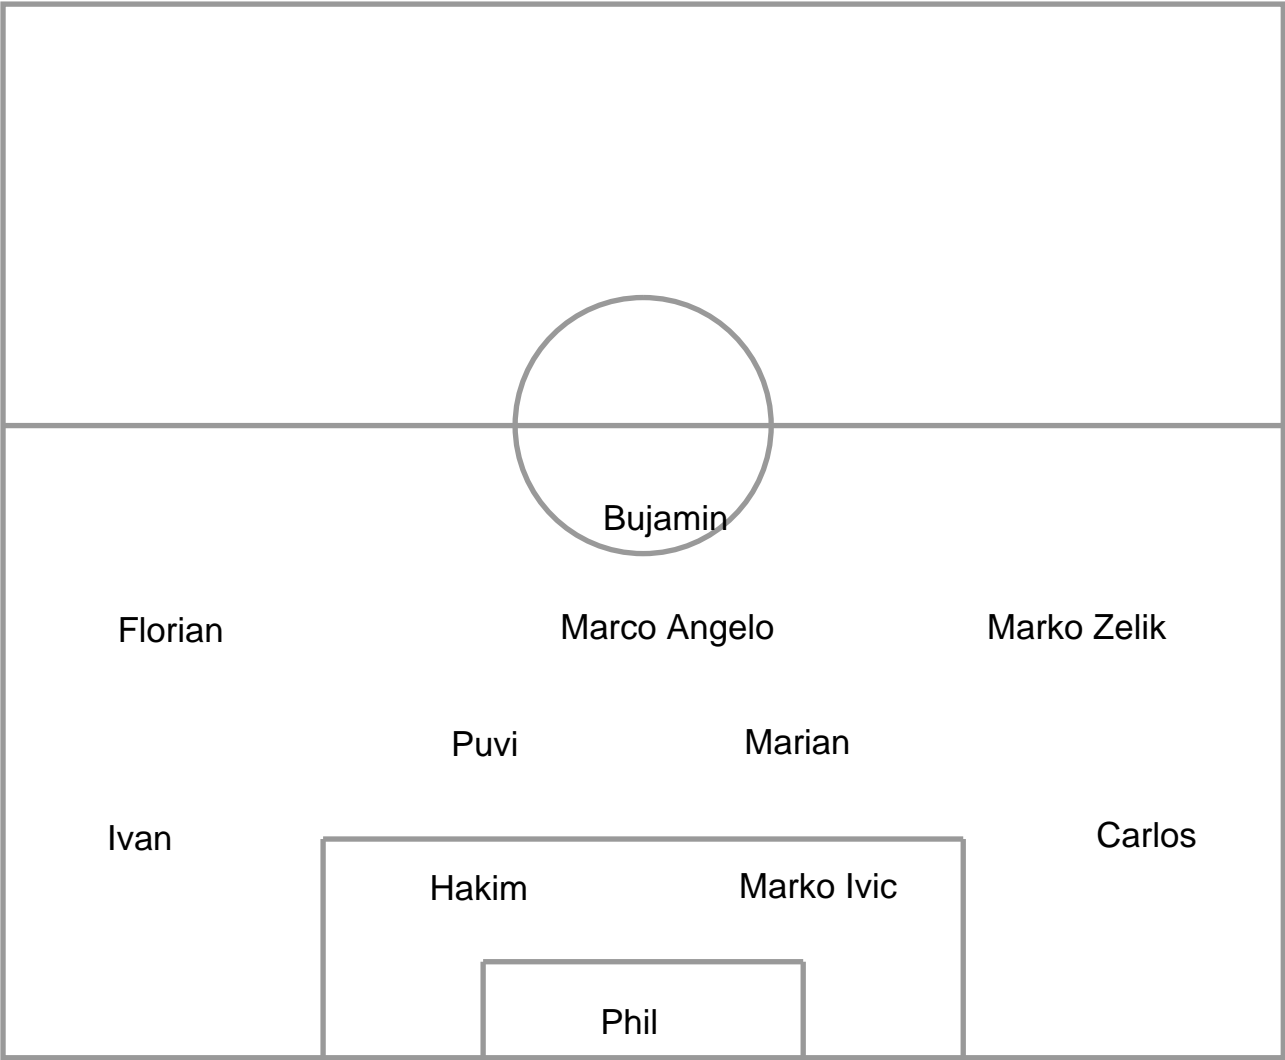 Bujamin
Florian
Marco Angelo
Marko Zelik
Puvi
Marian
Ivan
Carlos
Hakim
Marko Ivic
Phil